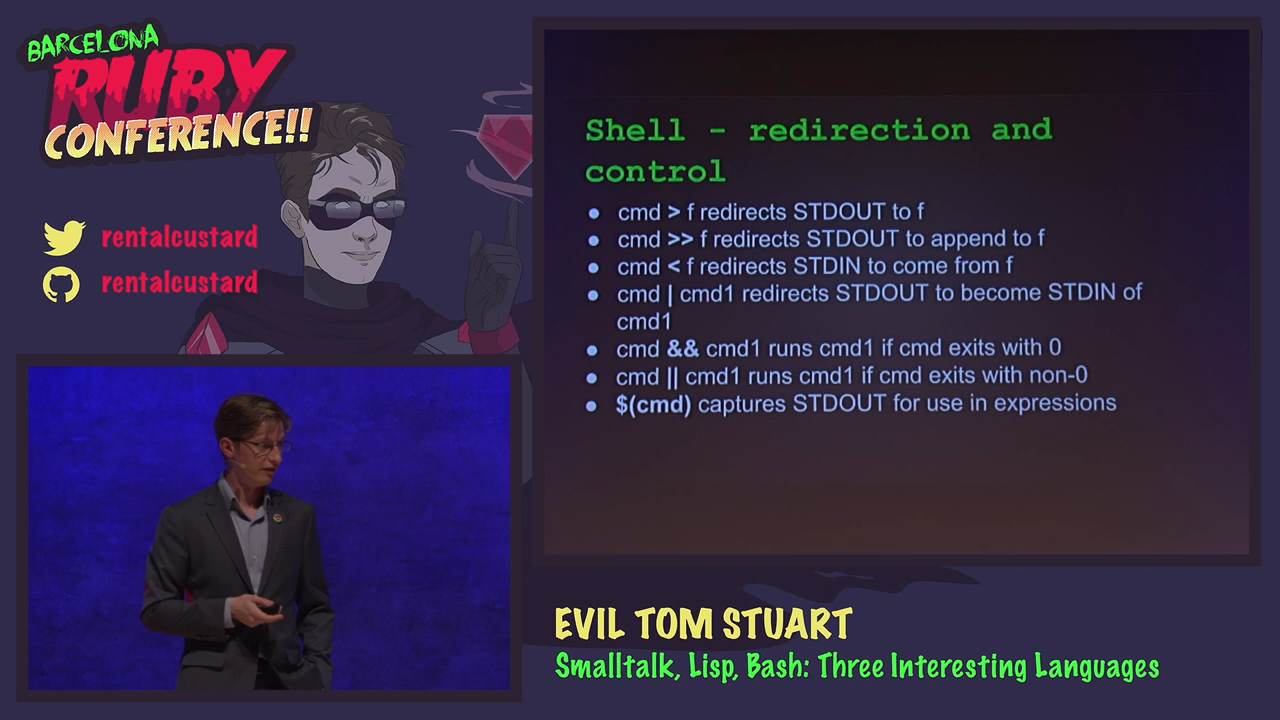 BARCELONA
RUBY
CONFERENCE!!
rentalcustard
rentalcustard
Shell - redirection and
control
● cmd > f redirects STDOUT to f
● cmd >> f redirects STDOUT to append to f
● cmd < f redirects STDIN to come from f
● cmd | cmd1 redirects STDOUT to become STDIN of
cmd1
● cmd && cmd1 runs cmd1 if cmd exits with 0
● cmd || cmd1 runs cmd1 if cmd exits with non-0
● $(cmd) captures STDOUT for use in expressions
EVIL TOM STUART
Smalltalk, Lisp, Bash: Three Interesting Languages